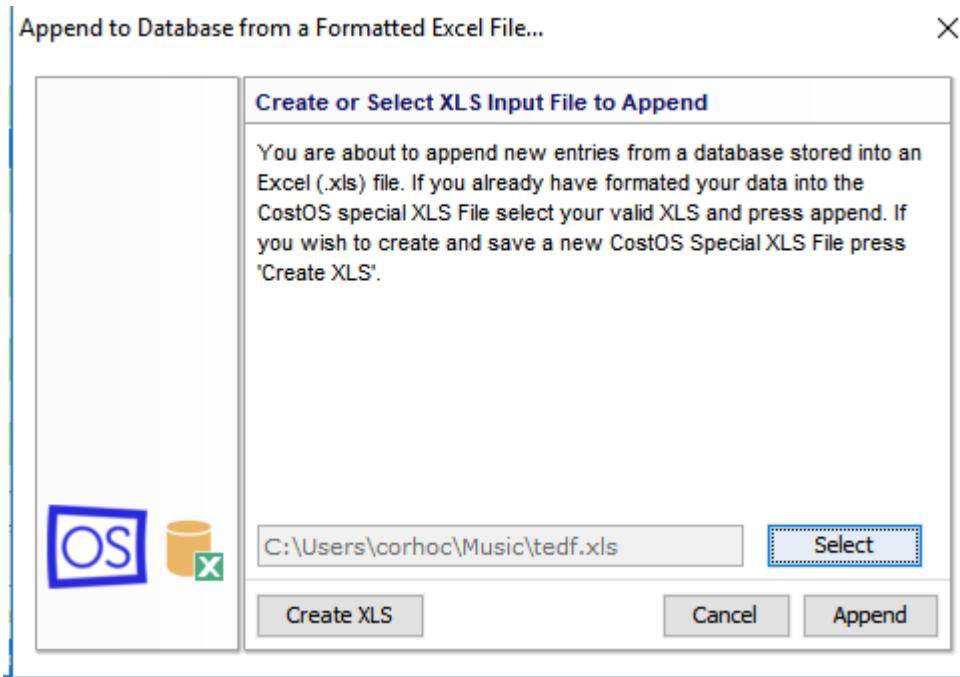 Append to Database from a Formatted Excel File...
Create or Select XLS Input File to Append
You are about to append new entries from a database stored into an
Excel (.xls) file. If you already have formated your data into the
CostOS special XLS File select your valid XLS and press append. If
you wish to create and save a new CostOS Special XLS File press
'Create XLS'.
OS
X
C:\Users\corhoc\Music\tedf.xls
Select
Create XLS
Cancel
Append